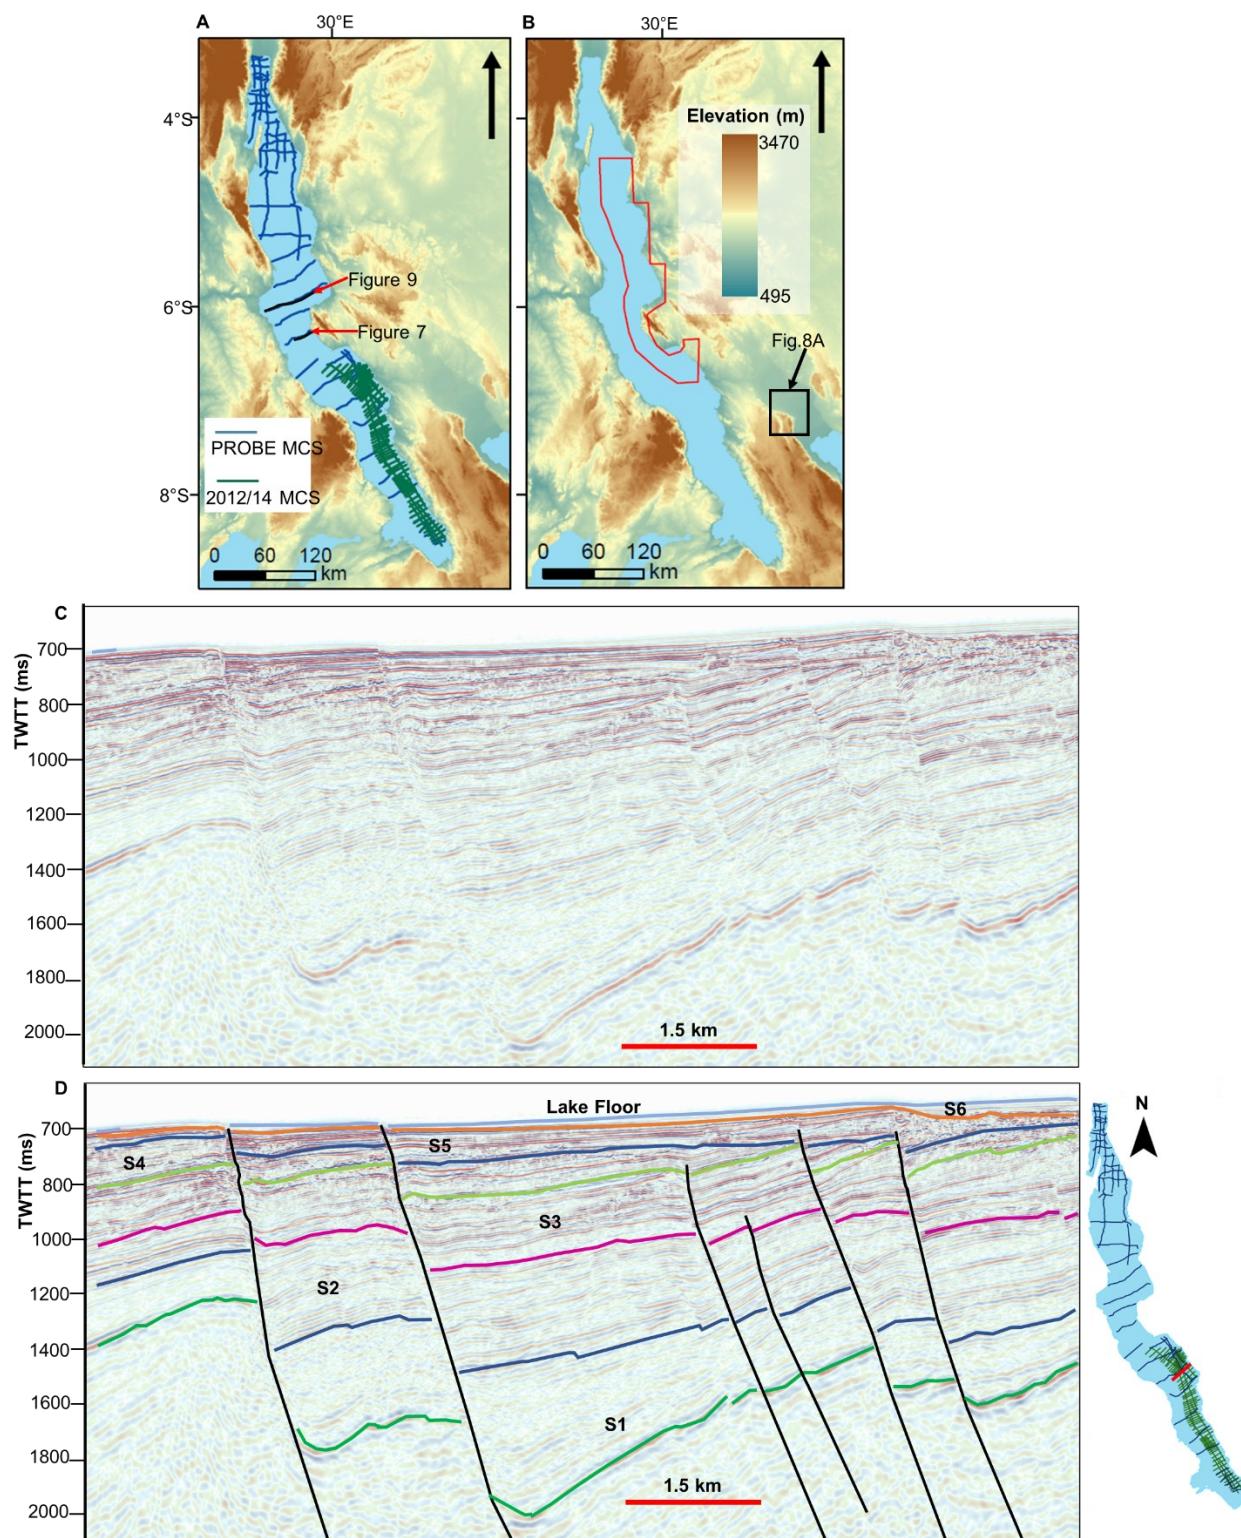 A
30°E
B
30°E
4°S
6°S
8°S
Figure 9
Figure 7
PROBE MCS
2012/14 MCS
0 60 120
km
Elevation (m)
3470
495
Fig.8A
0 60 120
km
C
TWTT (ms)
700
800
1000
1200
1400
1600
1800
2000
1.5 km
D
TWTT (ms)
700
800
1000
1200
1400
1600
1800
2000
Lake Floor
S6
S5
S4
S3
S2
S1
1.5 km
N